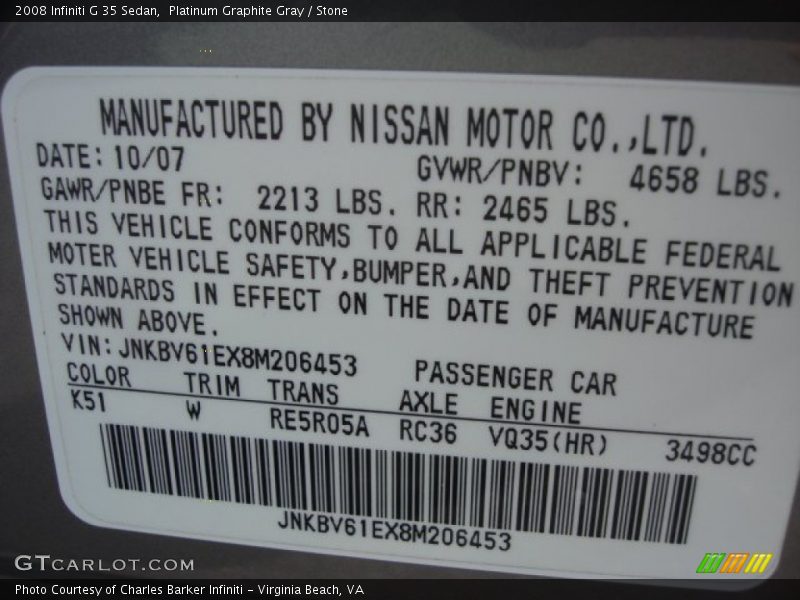 2008 Infiniti G 35 Sedan,  Platinum Graphite Gray / Stone
MANUFACTURED BY NISSAN MOTOR CO.,LTD.
DATE: 10/07 GVWR/PNBV: 4658 LBS.
GAWR/PNBE FR: 2213 LBS. RR: 2465 LBS.
THIS VEHICLE CONFORMS TO ALL APPLICABLE FEDERAL
MOTER VEHICLE SAFETY,BUMPER,AND THEFT PREVENTION
STANDARDS IN EFFECT ON THE DATE OF MANUFACTURE
SHOWN ABOVE.
VIN:JNKBV61EX8M206453 PASSENGER CAR
COLOR TRIM TRANS AXLE ENGINE
K51 W RE5R05A RC36 VQ35(HR) 3498CC
JNKBV61EX8M206453
GTCARLOT.COM
Photo Courtesy of Charles Barker Infiniti - Virginia Beach, VA